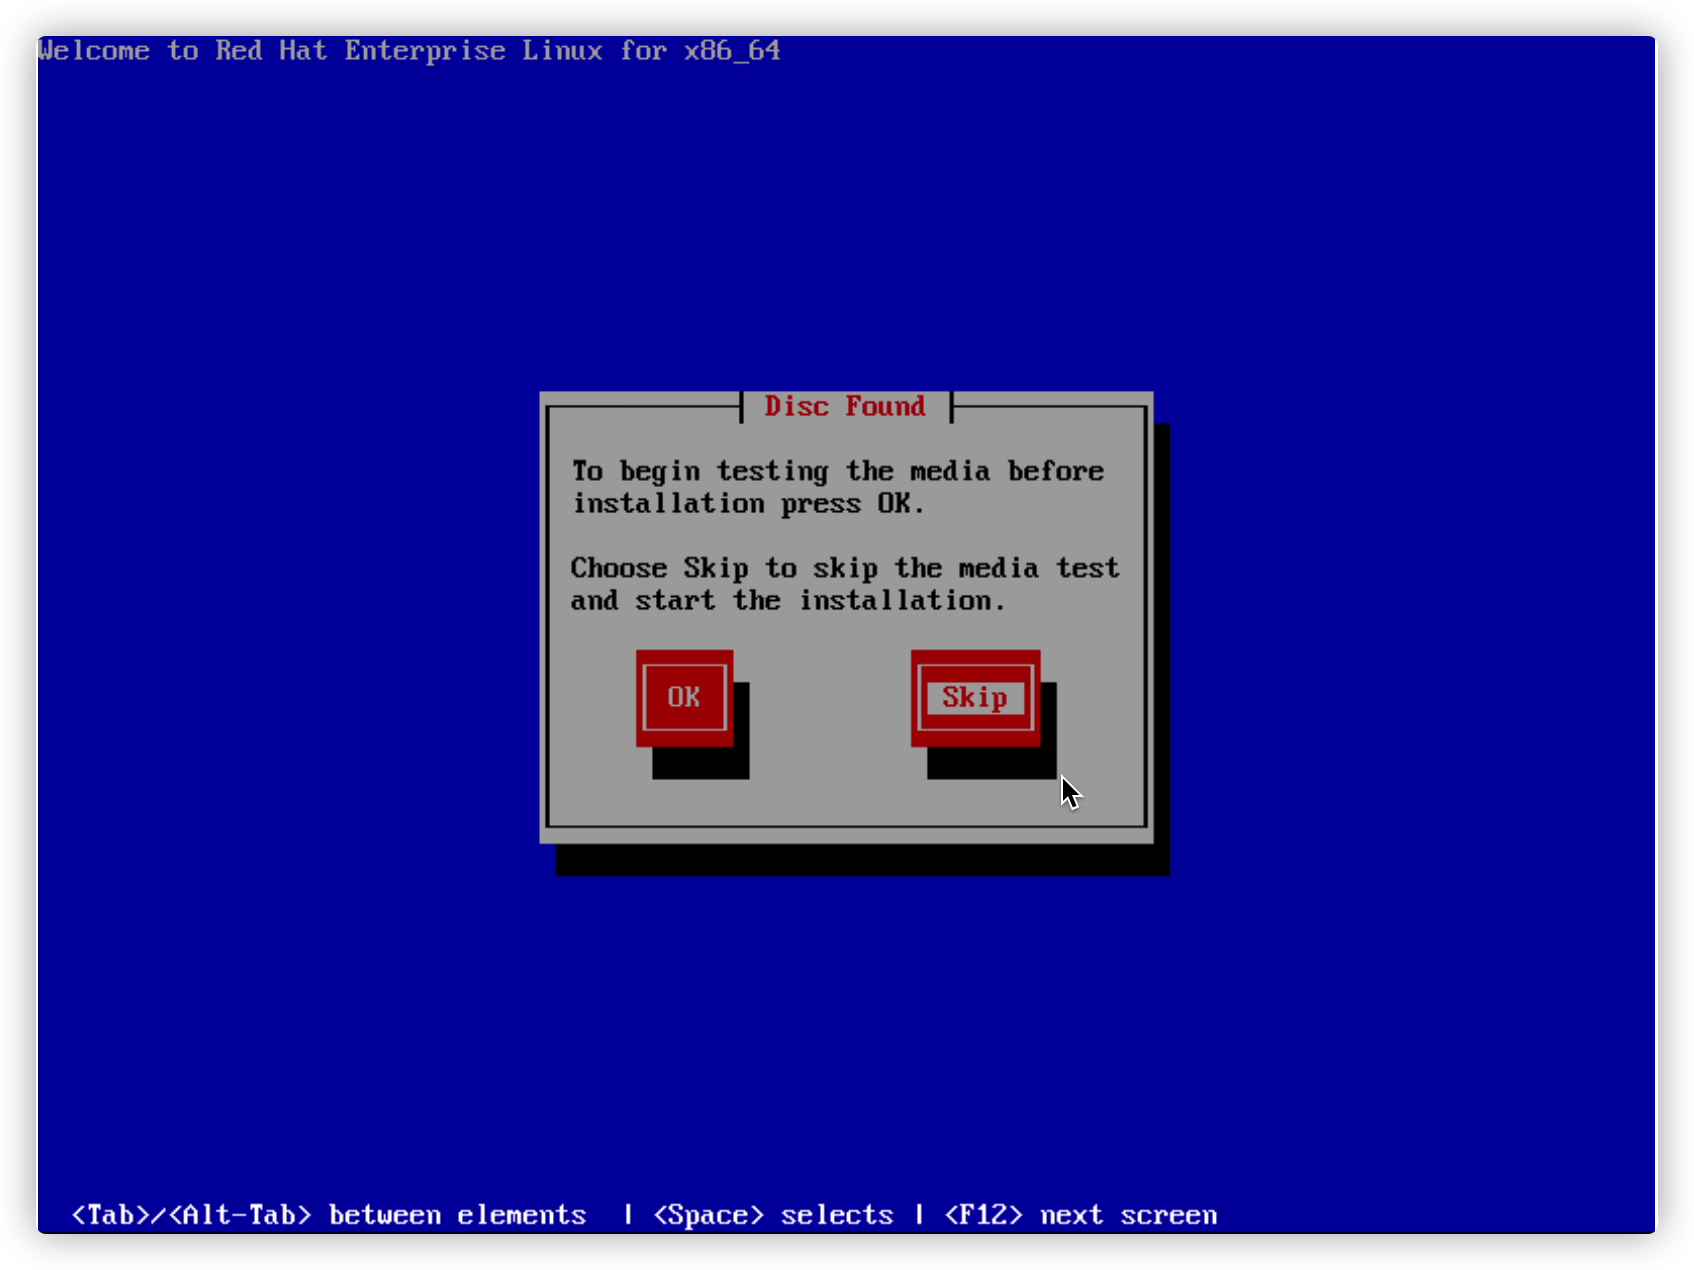 Welcome to Red Hat Enterprise Linux for x86_64
Disc Found
To begin testing the media before
installation press OK.
Choose Skip to skip the media test
and start the installation.
OK
Skip
<Tab>/<Alt-Tab> between elements  | <Space> selects | <F12> next screen